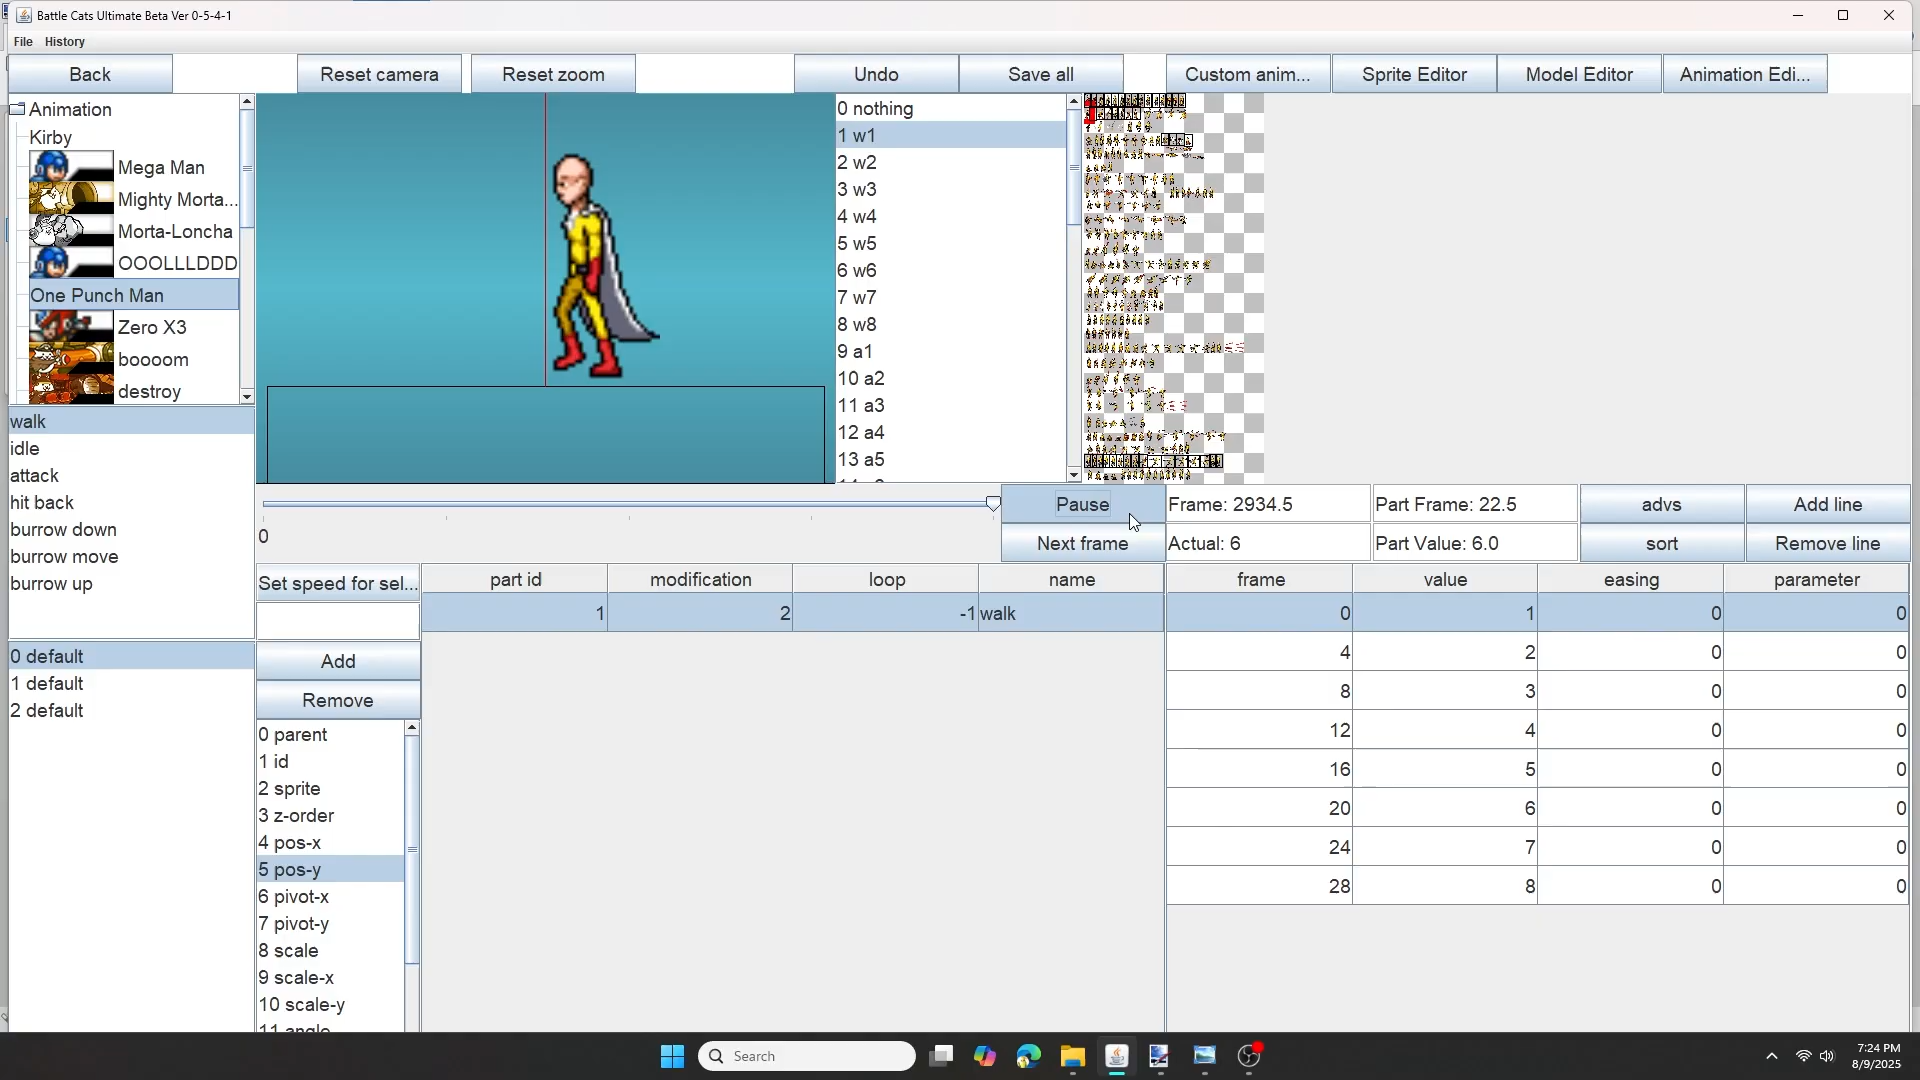 Battle Cats Ultimate Beta Ver 0-5-4-1
File History
Back
Reset camera
Reset zoom
Undo
Save all
Custom anim...
Sprite Editor
Model Editor
Animation Edi...
Animation
Kirby
Mega Man
Mighty Morta...
Morta-Loncha
OOOLLLDDD
One Punch Man
Zero X3
boooom
destroy
0 nothing
1 w1
2 w2
3 w3
4 w4
5 w5
6 w6
7 w7
8 w8
9 a1
10 a2
11 a3
12 a4
13 a5
walk
idle
attack
hit back
burrow down
burrow move
burrow up
0
Pause
Frame: 2934.5
Part Frame: 22.5
advs
Add line
Next frame
Actual: 6
Part Value: 6.0
sort
Remove line
0 default
1 default
2 default
Set speed for sel...
Add
Remove
0 parent
1 id
2 sprite
3 z-order
4 pos-x
5 pos-y
6 pivot-x
7 pivot-y
8 scale
9 scale-x
10 scale-y
11 angle
part id modification loop name
1 2 -1 walk
frame value easing parameter
0 1 0 0
4 2 0 0
8 3 0 0
12 4 0 0
16 5 0 0
20 6 0 0
24 7 0 0
28 8 0 0
Search
7:24 PM
8/9/2025